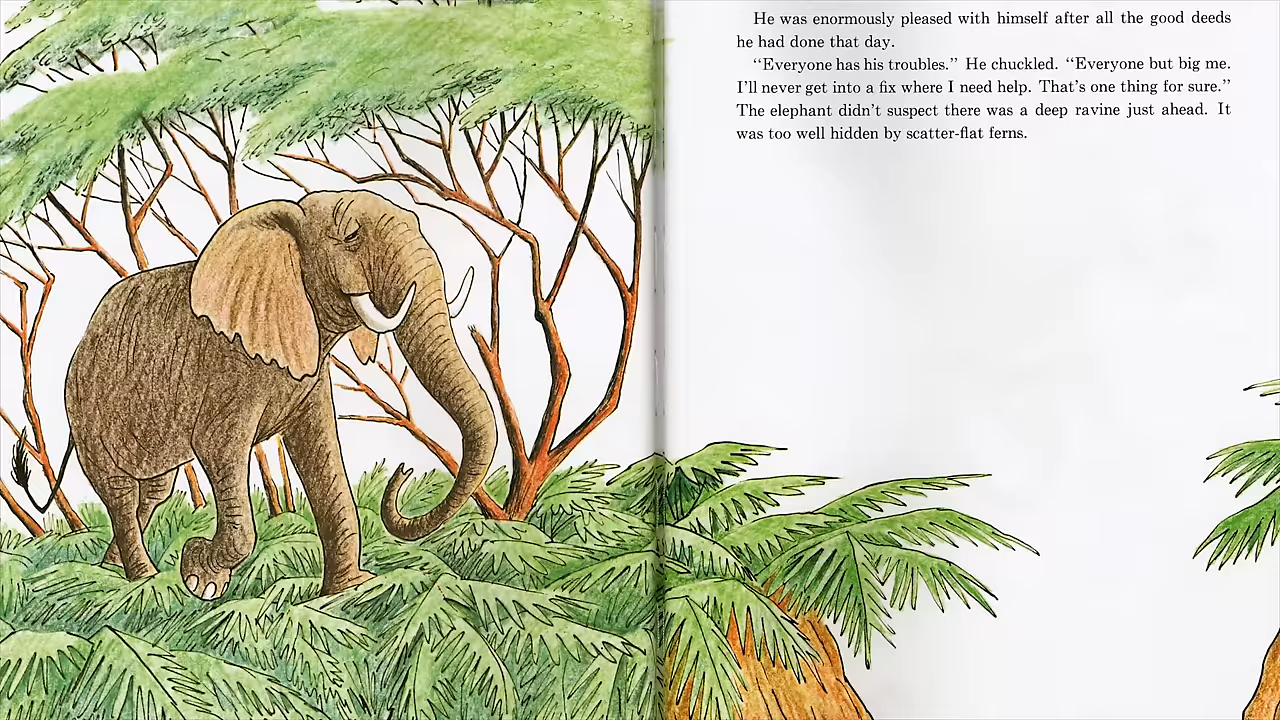 He was enormously pleased with himself after all the good deeds
he had done that day.
“Everyone has his troubles.” He chuckled. “Everyone but big me.
I’ll never get into a fix where I need help. That’s one thing for sure.”
The elephant didn’t suspect there was a deep ravine just ahead. It
was too well hidden by scatter-flat ferns.